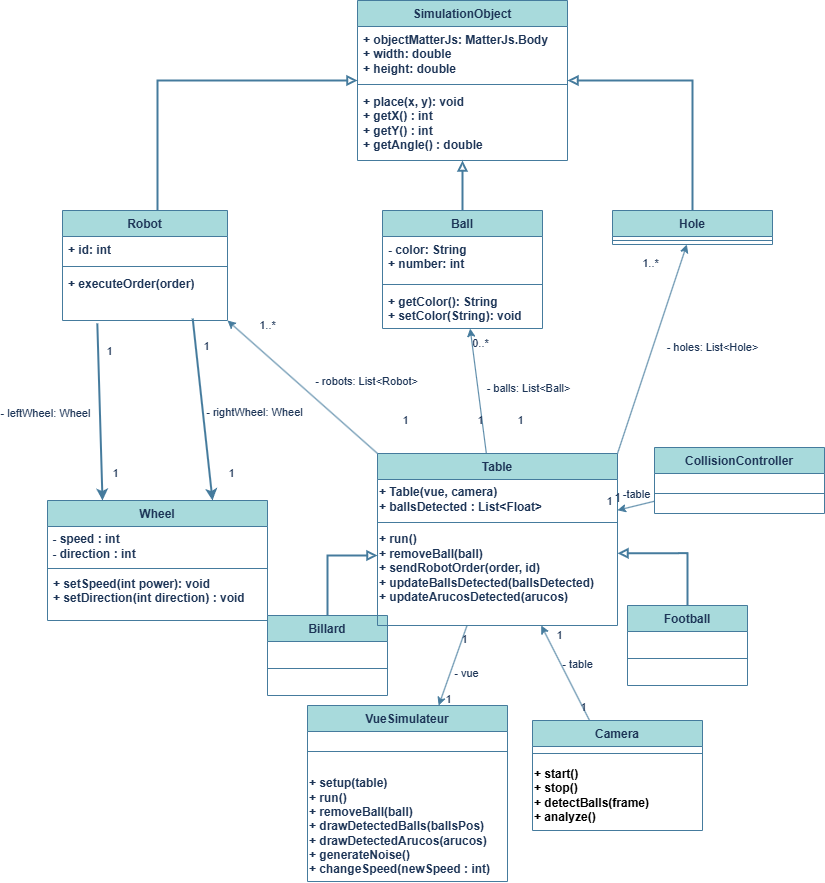 SimulationObject
+ objectMatterJs: MatterJs.Body
+ width: double
+ height: double
+ place(x, y): void
+ getX() : int
+ getY() : int
+ getAngle() : double
Robot
+ id: int
+ executeOrder(order)
Ball
- color: String
+ number: int
+ getColor(): String
+ setColor(String): void
Hole
1..*
1..*
0..*
1
1
- holes: List<Hole>
- robots: List<Robot>
- balls: List<Ball>
- leftWheel: Wheel
- rightWheel: Wheel
1
1
1
1
1
Table
+ Table(vue, camera)
+ ballsDetected : List<Float>
+ run()
+ removeBall(ball)
+ sendRobotOrder(order, id)
+ updateBallsDetected(ballsDetected)
+ updateArucosDetected(arucos)
CollisionController
1
1
-table
Wheel
- speed : int
- direction : int
+ setSpeed(int power): void
+ setDirection(int direction) : void
Billard
Football
1
- vue
1
1
- table
1
VueSimulateur
+ setup(table)
+ run()
+ removeBall(ball)
+ drawDetectedBalls(ballsPos)
+ drawDetectedArucos(arucos)
+ generateNoise()
+ changeSpeed(newSpeed : int)
Camera
+ start()
+ stop()
+ detectBalls(frame)
+ analyze()